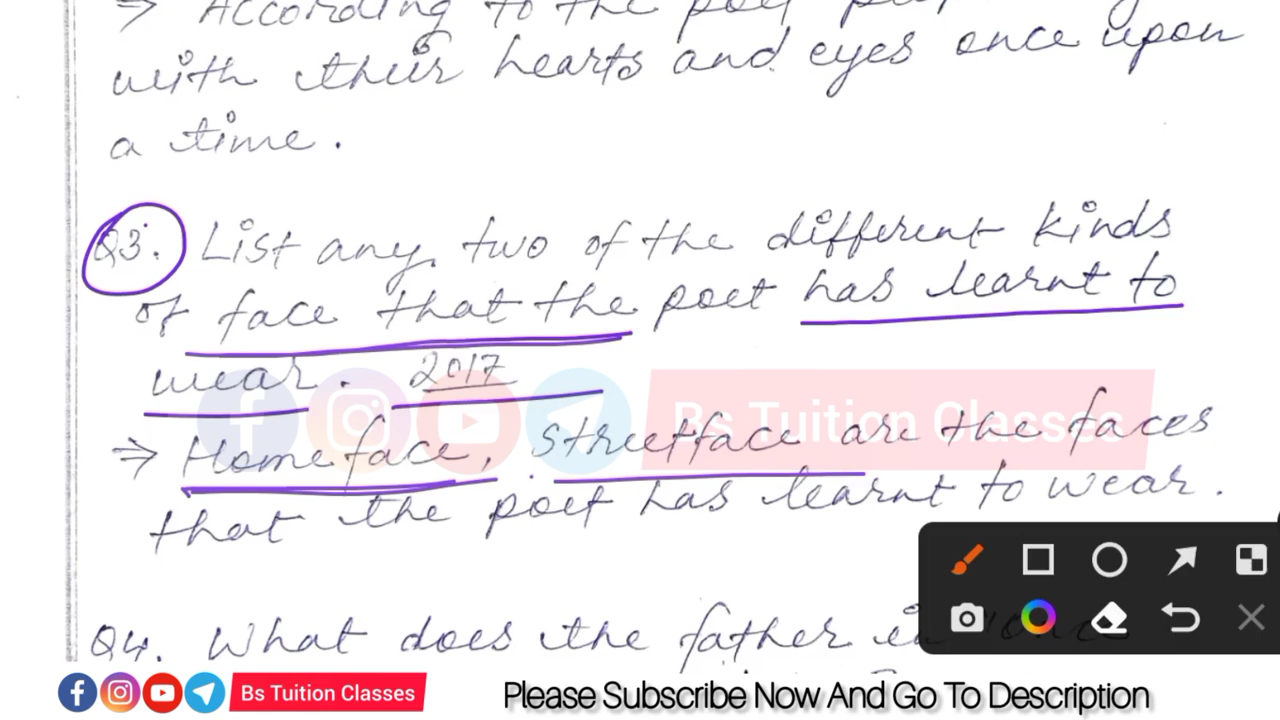 → According to the poet
with their hearts and eyes once upon
a time.
Q3. List any two of the different kinds
of face that the poet has learnt to
wear. 2017
Bs Tuition Classes
→ Homeface, streetface are the faces
that the poet has learnt to wear.
Q4. What does the father in 'once
Bs Tuition Classes
Please Subscribe Now And Go To Description